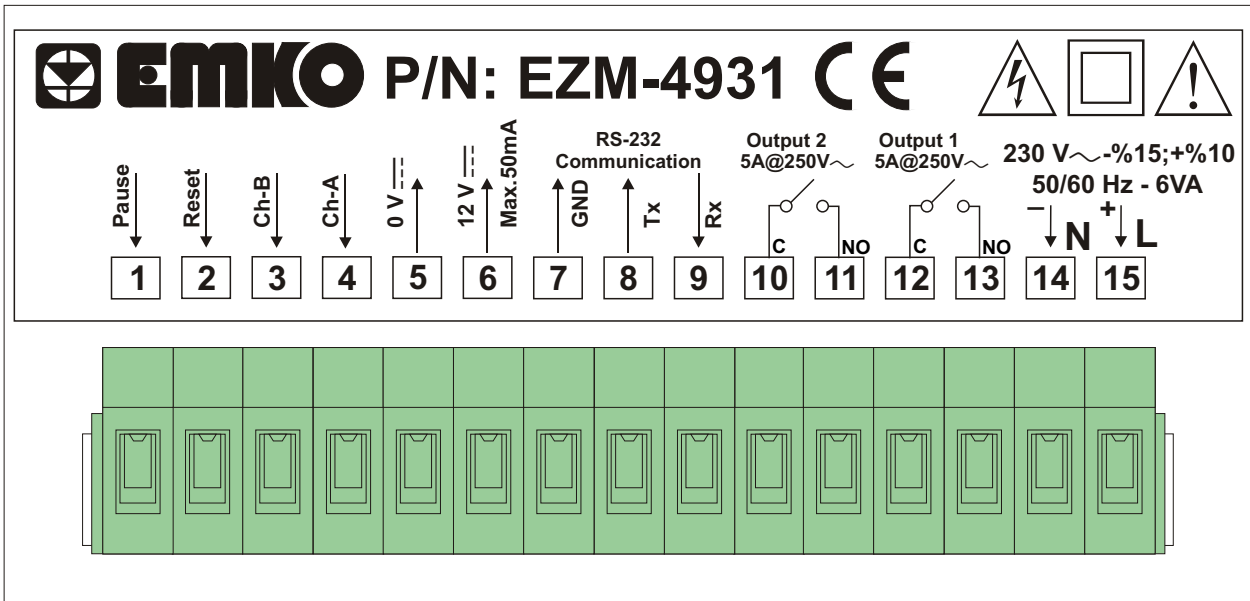 EMKO P/N: EZM-4931 CE
RS-232
Communication
Output 2
5A@250V~
Output 1
5A@250V~
230 V~ -%15;+%10
50/60 Hz - 6VA
Pause
Reset
Ch-B
Ch-A
0 V
12 V
Max.50mA
GND
Tx
Rx
C
NO
C
NO
– N
+ L
1 2 3 4 5 6 7 8 9 10 11 12 13 14 15